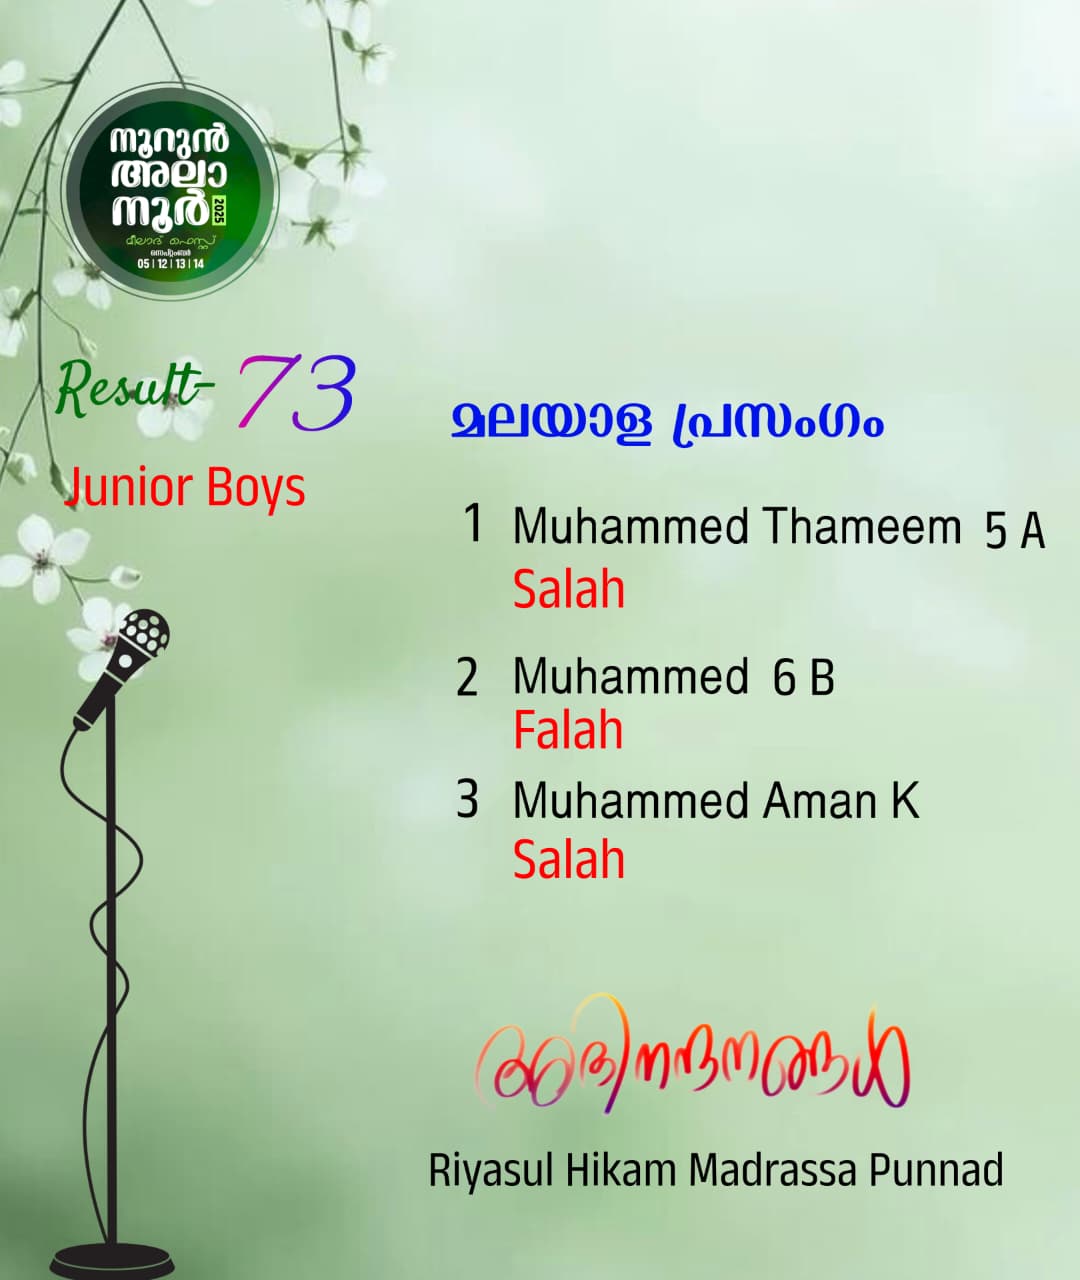 നൂറുൻ
അലാ
നൂർ 2025
മീലാദ് ഫെസ്റ്റ്
സെപ്റ്റംബർ
05 | 12 | 13 | 14
Result- 73
Junior Boys
മലയാള പ്രസംഗം
1 Muhammed Thameem 5 A
Salah
2 Muhammed 6 B
Falah
3 Muhammed Aman K
Salah
അഭിനന്ദനങ്ങൾ
Riyasul Hikam Madrassa Punnad